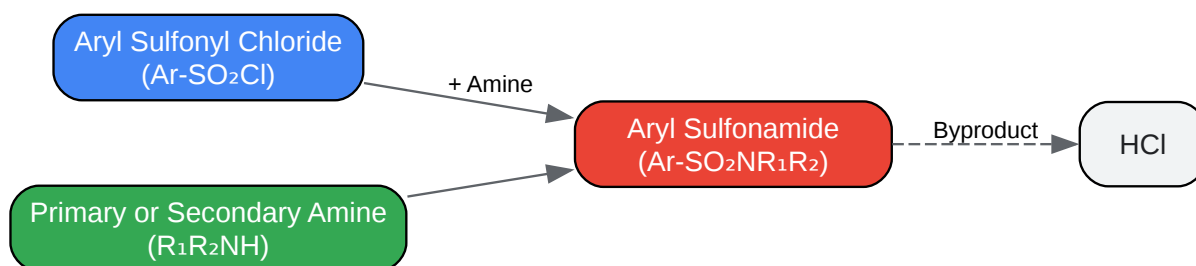 Aryl Sulfonyl Chloride
(Ar-SO₂Cl)
+ Amine
Aryl Sulfonamide
(Ar-SO₂NR₁R₂)
Byproduct
HCl
Primary or Secondary Amine
(R₁R₂NH)